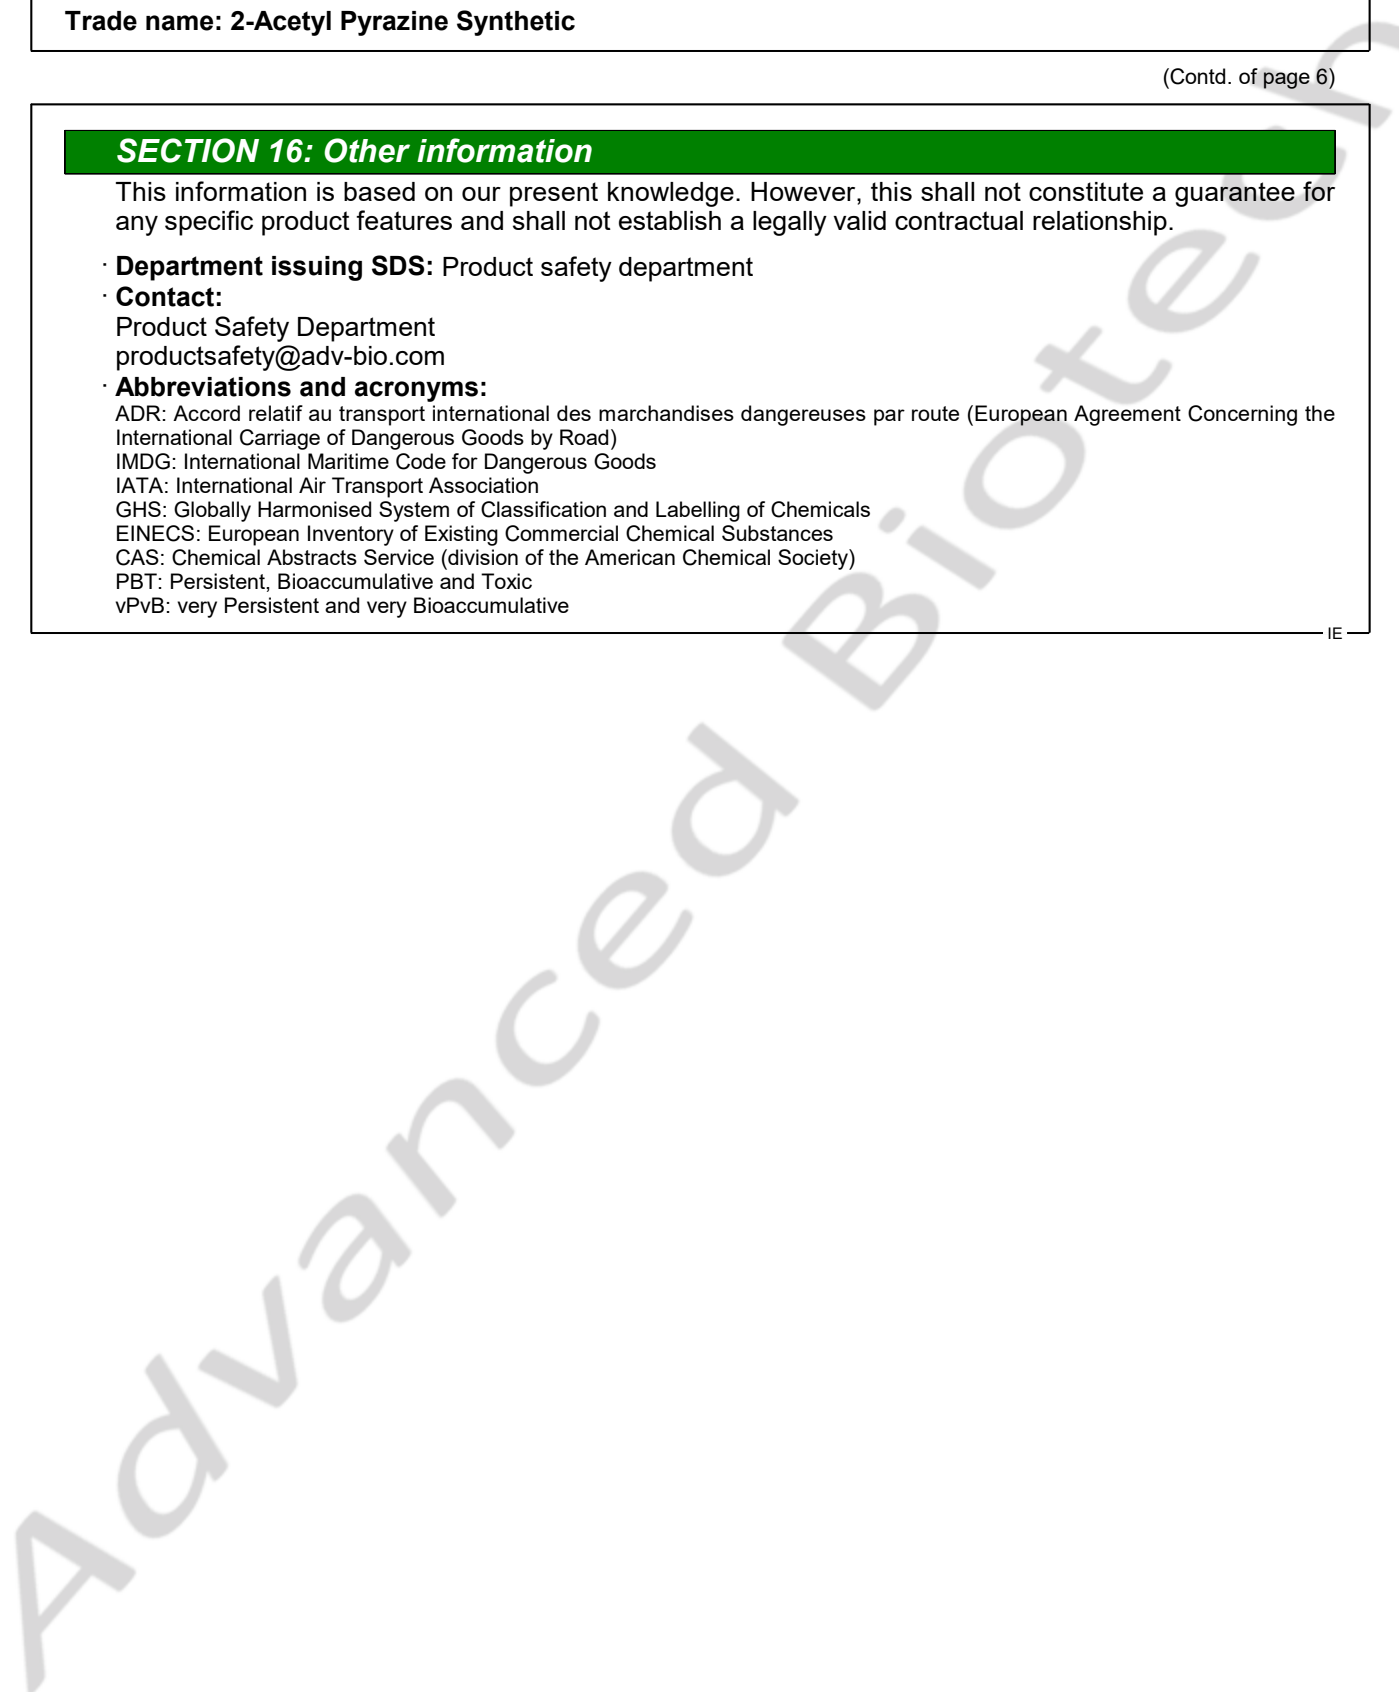 Trade name: 2-Acetyl Pyrazine Synthetic
(Contd. of page 6)
SECTION 16: Other information
This information is based on our present knowledge. However, this shall not constitute a guarantee for
any specific product features and shall not establish a legally valid contractual relationship.
· Department issuing SDS: Product safety department
· Contact:
Product Safety Department
productsafety@adv-bio.com
· Abbreviations and acronyms:
ADR: Accord relatif au transport international des marchandises dangereuses par route (European Agreement Concerning the
International Carriage of Dangerous Goods by Road)
IMDG: International Maritime Code for Dangerous Goods
IATA: International Air Transport Association
GHS: Globally Harmonised System of Classification and Labelling of Chemicals
EINECS: European Inventory of Existing Commercial Chemical Substances
CAS: Chemical Abstracts Service (division of the American Chemical Society)
PBT: Persistent, Bioaccumulative and Toxic
vPvB: very Persistent and very Bioaccumulative
IE
Advanced Biotech